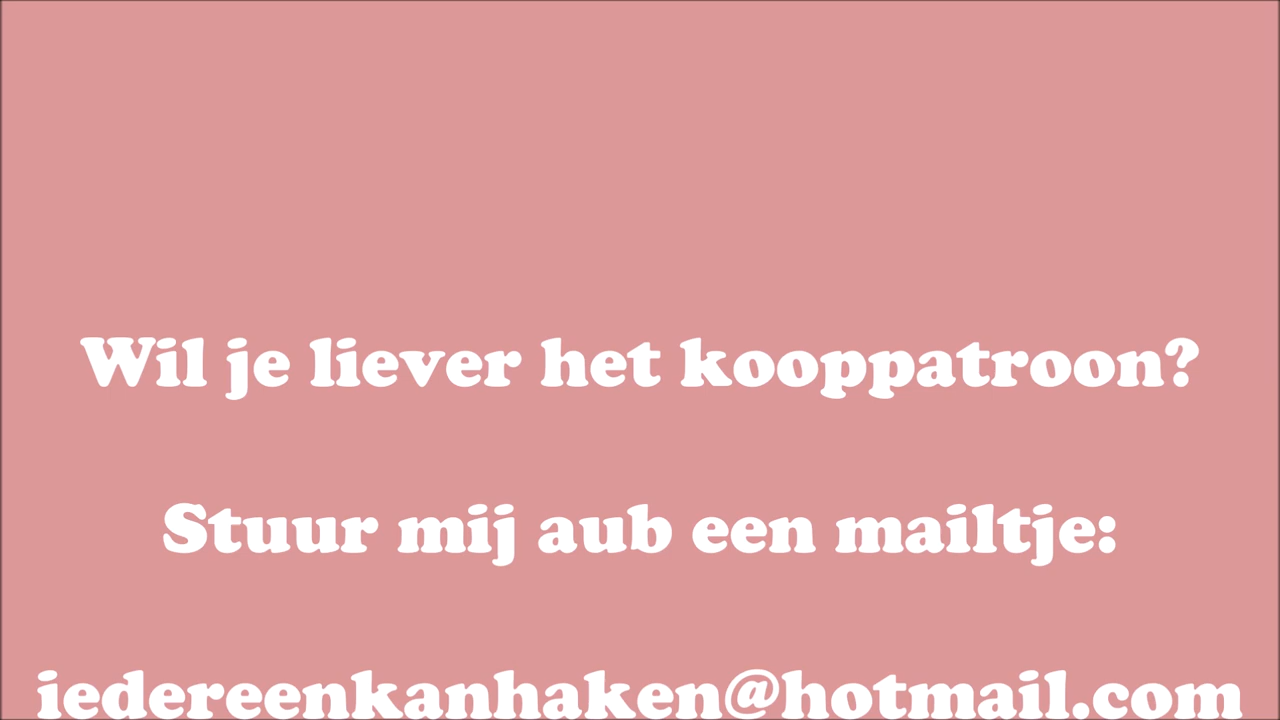 Wil je liever het kooppatroon?
Stuur mij aub een mailtje:
iedereenkanhaken@hotmail.com